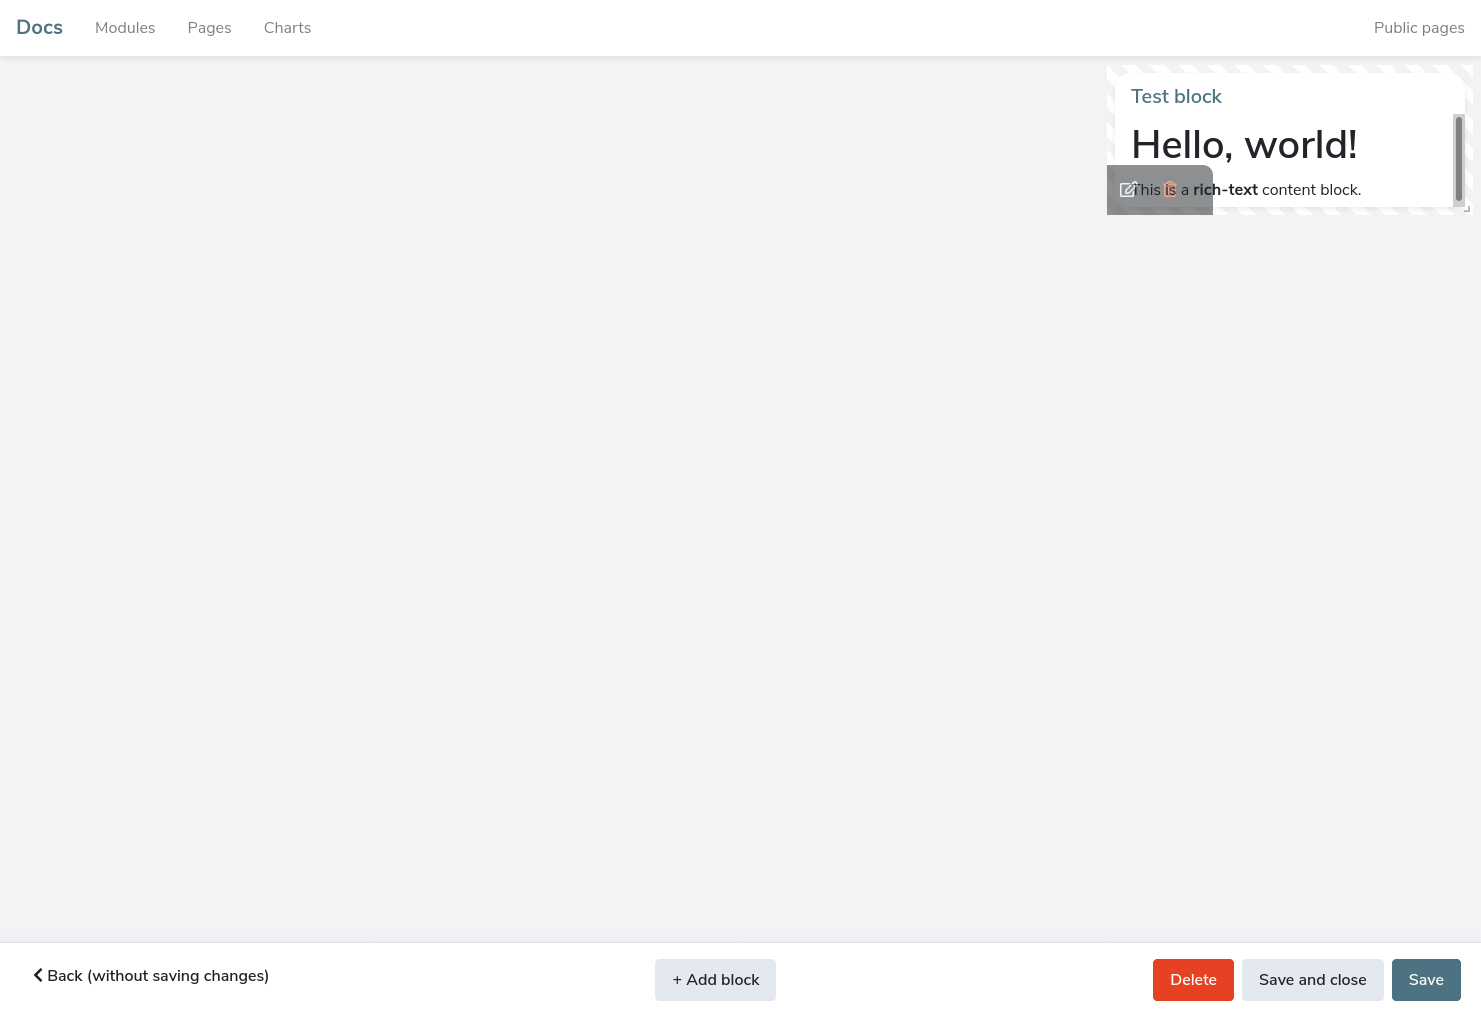 Docs Modules Pages Charts Public pages
Test block
Hello, world!
This is a rich-text content block.
Back (without saving changes) + Add block Delete Save and close Save